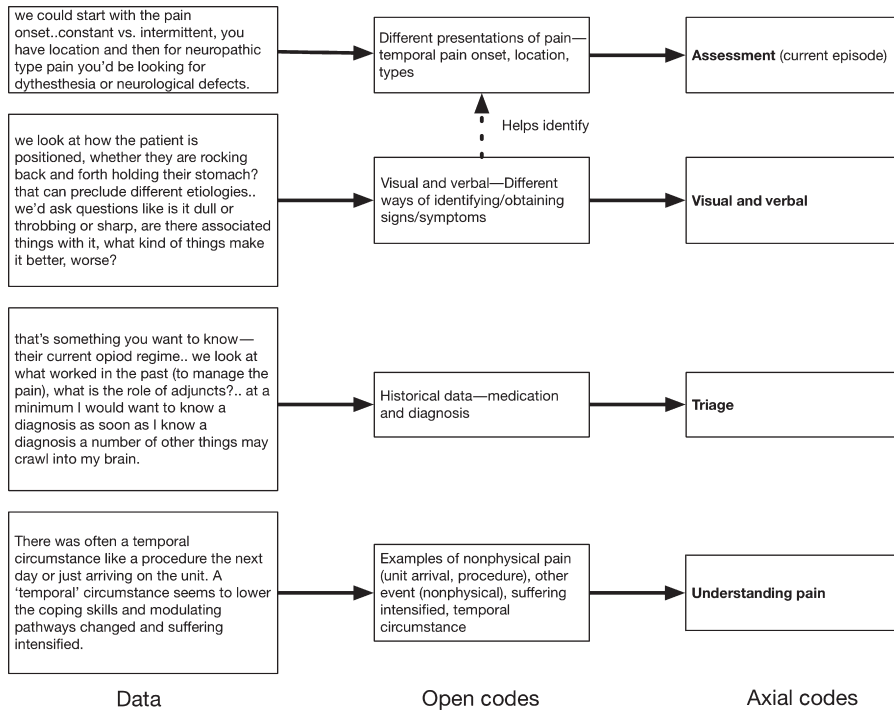 we could start with the pain
onset..constant vs. intermittent, you
have location and then for neuropathic
type pain you'd be looking for
dythesthesia or neurological defects.
Different presentations of pain—
temporal pain onset, location,
types
Assessment (current episode)
Helps identify
we look at how the patient is
positioned, whether they are rocking
back and forth holding their stomach?
that can preclude different etiologies..
we'd ask questions like is it dull or
throbbing or sharp, are there associated
things with it, what kind of things make
it better, worse?
Visual and verbal—Different
ways of identifying/obtaining
signs/symptoms
Visual and verbal
that's something you want to know—
their current opiod regime.. we look at
what worked in the past (to manage the
pain), what is the role of adjuncts?.. at a
minimum I would want to know a
diagnosis as soon as I know a
diagnosis a number of other things may
crawl into my brain.
Historical data—medication
and diagnosis
Triage
There was often a temporal
circumstance like a procedure the next
day or just arriving on the unit. A
'temporal' circumstance seems to lower
the coping skills and modulating
pathways changed and suffering
intensified.
Examples of nonphysical pain
(unit arrival, procedure), other
event (nonphysical), suffering
intensified, temporal
circumstance
Understanding pain
Data
Open codes
Axial codes